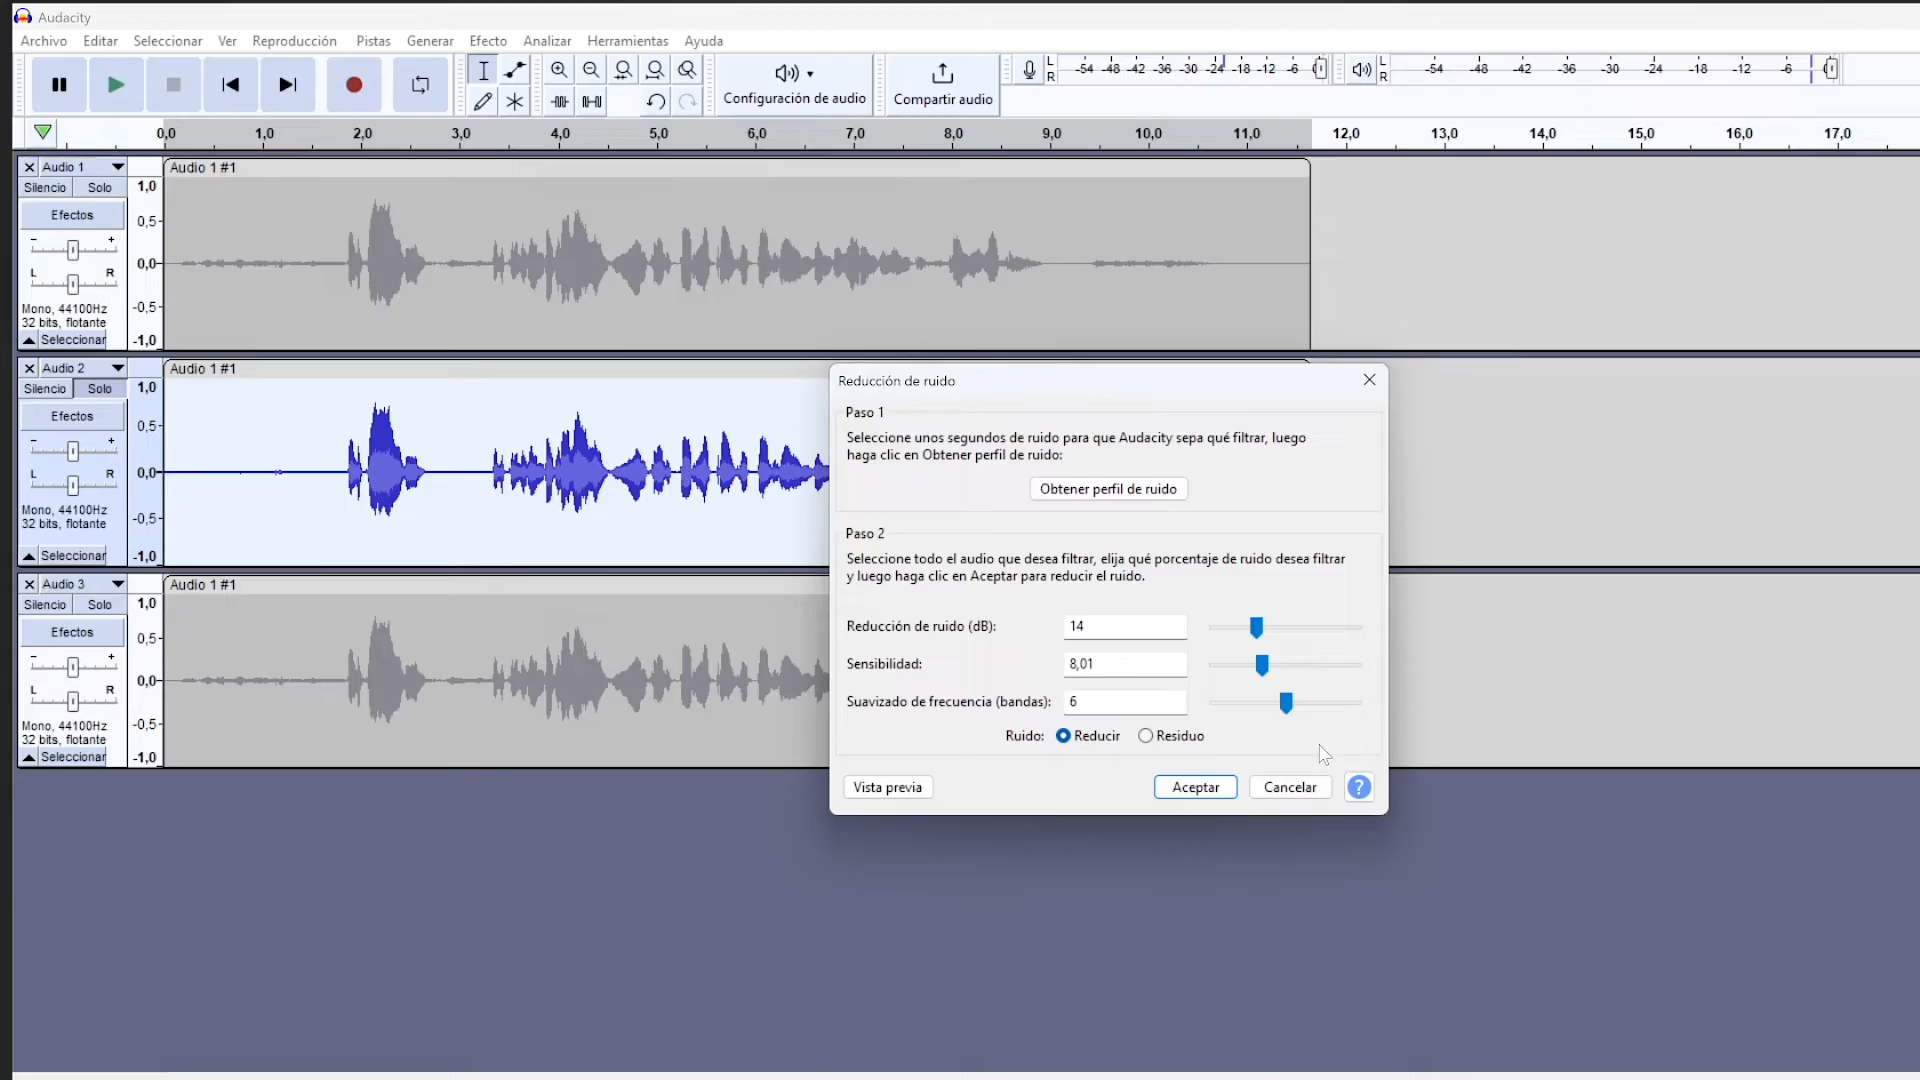 Audacity
Archivo Editar Seleccionar Ver Reproducción Pistas Generar Efecto Analizar Herramientas Ayuda
Configuración de audio
Compartir audio
L
R
-54 -48 -42 -36 -30 -24 -18 -12 -6
L
R
-54 -48 -42 -36 -30 -24 -18 -12 -6
0,0 1,0 2,0 3,0 4,0 5,0 6,0 7,0 8,0 9,0 10,0 11,0 12,0 13,0 14,0 15,0 16,0 17,0
Audio 1
Silencio Solo
Efectos
- +
L R
Mono, 44100Hz
32 bits, flotante
Seleccionar
1,0
0,5
0,0
-0,5
-1,0
Audio 1 #1
Audio 2
Silencio Solo
Efectos
- +
L R
Mono, 44100Hz
32 bits, flotante
Seleccionar
1,0
0,5
0,0
-0,5
-1,0
Audio 1 #1
Audio 3
Silencio Solo
Efectos
- +
L R
Mono, 44100Hz
32 bits, flotante
Seleccionar
1,0
0,5
0,0
-0,5
-1,0
Audio 1 #1
Reducción de ruido
Paso 1
Seleccione unos segundos de ruido para que Audacity sepa qué filtrar, luego
haga clic en Obtener perfil de ruido:
Obtener perfil de ruido
Paso 2
Seleccione todo el audio que desea filtrar, elija qué porcentaje de ruido desea filtrar
y luego haga clic en Aceptar para reducir el ruido.
Reducción de ruido (dB): 14
Sensibilidad: 8,01
Suavizado de frecuencia (bandas): 6
Ruido: Reducir Residuo
Vista previa Aceptar Cancelar ?